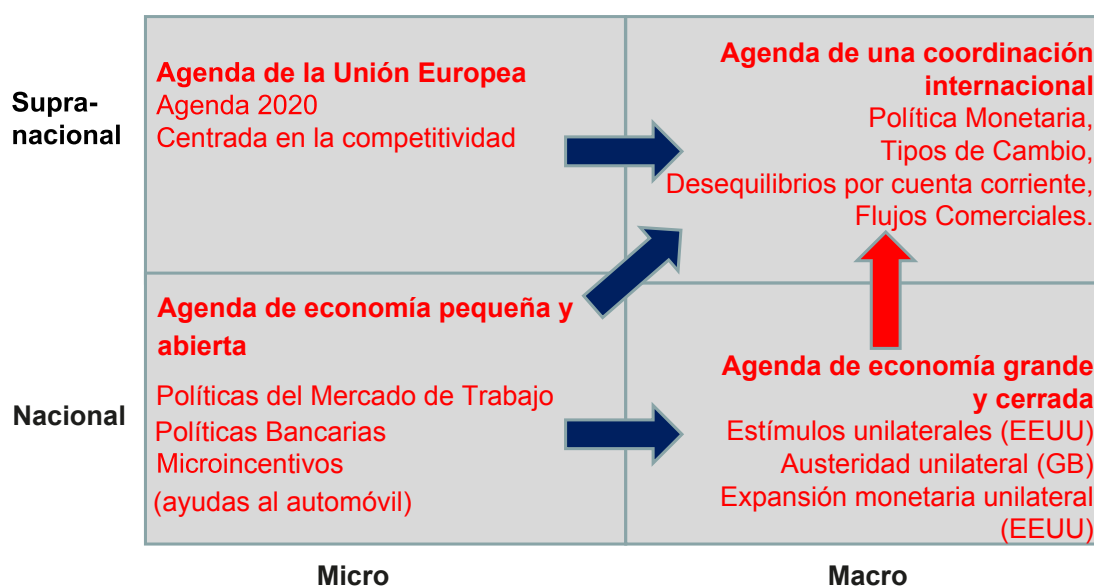 Supra-
nacional
Agenda de la Unión Europea
Agenda 2020
Centrada en la competitividad
Agenda de una coordinación
internacional
Política Monetaria,
Tipos de Cambio,
Desequilibrios por cuenta corriente,
Flujos Comerciales.
Nacional
Agenda de economía pequeña y
abierta
Políticas del Mercado de Trabajo
Políticas Bancarias
Microincentivos
(ayudas al automóvil)
Agenda de economía grande
y cerrada
Estímulos unilaterales (EEUU)
Austeridad unilateral (GB)
Expansión monetaria unilateral
(EEUU)
Micro
Macro